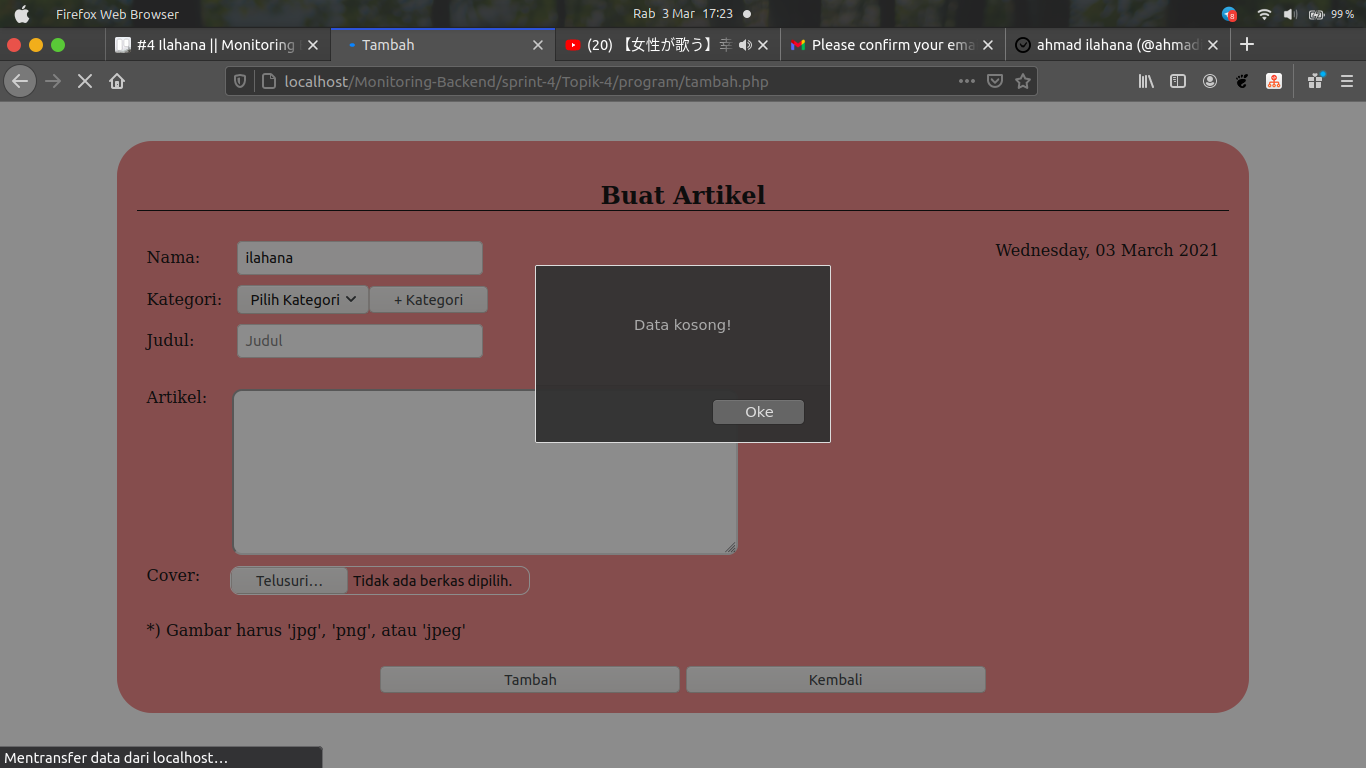 Firefox Web Browser
Rab 3 Mar 17:23
8
99 %
#4 Ilahana || Monitoring
Tambah
(20) 【女性が歌う】幸
Please confirm your ema
ahmad ilahana (@ahmad
localhost/Monitoring-Backend/sprint-4/Topik-4/program/tambah.php
Buat Artikel
Nama:
ilahana
Wednesday, 03 March 2021
Kategori:
Pilih Kategori
+ Kategori
Judul:
Judul
Data kosong!
Oke
Artikel:
Cover:
Telusuri…
Tidak ada berkas dipilih.
*) Gambar harus 'jpg', 'png', atau 'jpeg'
Tambah
Kembali
Mentransfer data dari localhost…